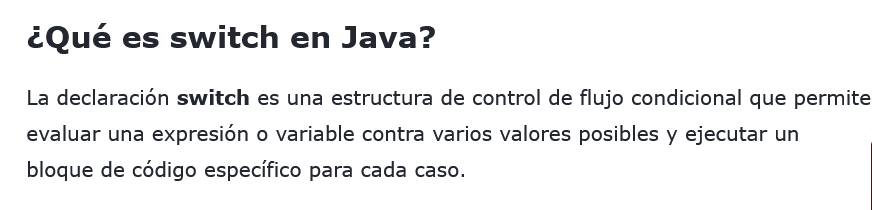 ¿Qué es switch en Java?
La declaración switch es una estructura de control de flujo condicional que permite
evaluar una expresión o variable contra varios valores posibles y ejecutar un
bloque de código específico para cada caso.